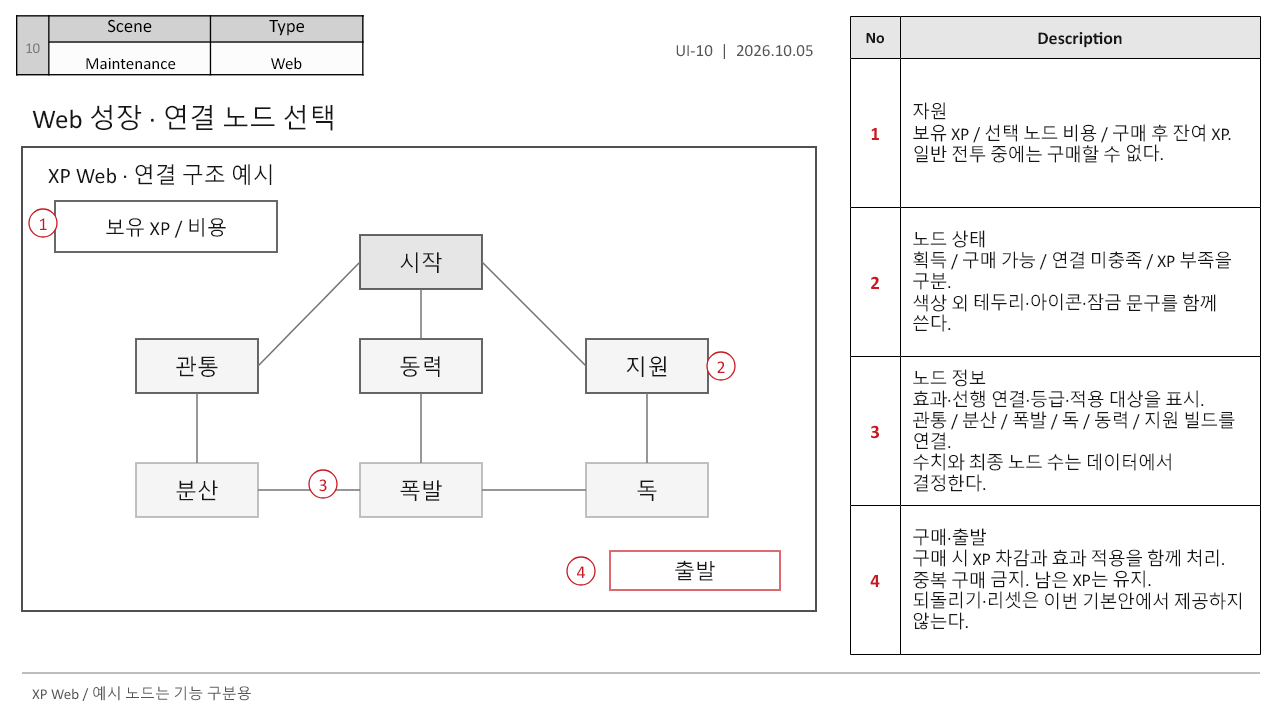 10
Scene
Type
Maintenance
Web
UI-10 | 2026.10.05
Web 성장 · 연결 노드 선택
XP Web · 연결 구조 예시
1
보유 XP / 비용
시작
관통
동력
지원
2
분산
3
폭발
독
4
출발
No
Description
1
자원
보유 XP / 선택 노드 비용 / 구매 후 잔여 XP.
일반 전투 중에는 구매할 수 없다.
2
노드 상태
획득 / 구매 가능 / 연결 미충족 / XP 부족을
구분.
색상 외 테두리·아이콘·잠금 문구를 함께
쓴다.
3
노드 정보
효과·선행 연결·등급·적용 대상을 표시.
관통 / 분산 / 폭발 / 독 / 동력 / 지원 빌드를
연결.
수치와 최종 노드 수는 데이터에서
결정한다.
4
구매·출발
구매 시 XP 차감과 효과 적용을 함께 처리.
중복 구매 금지. 남은 XP는 유지.
되돌리기·리셋은 이번 기본안에서 제공하지
않는다.
XP Web / 예시 노드는 기능 구분용